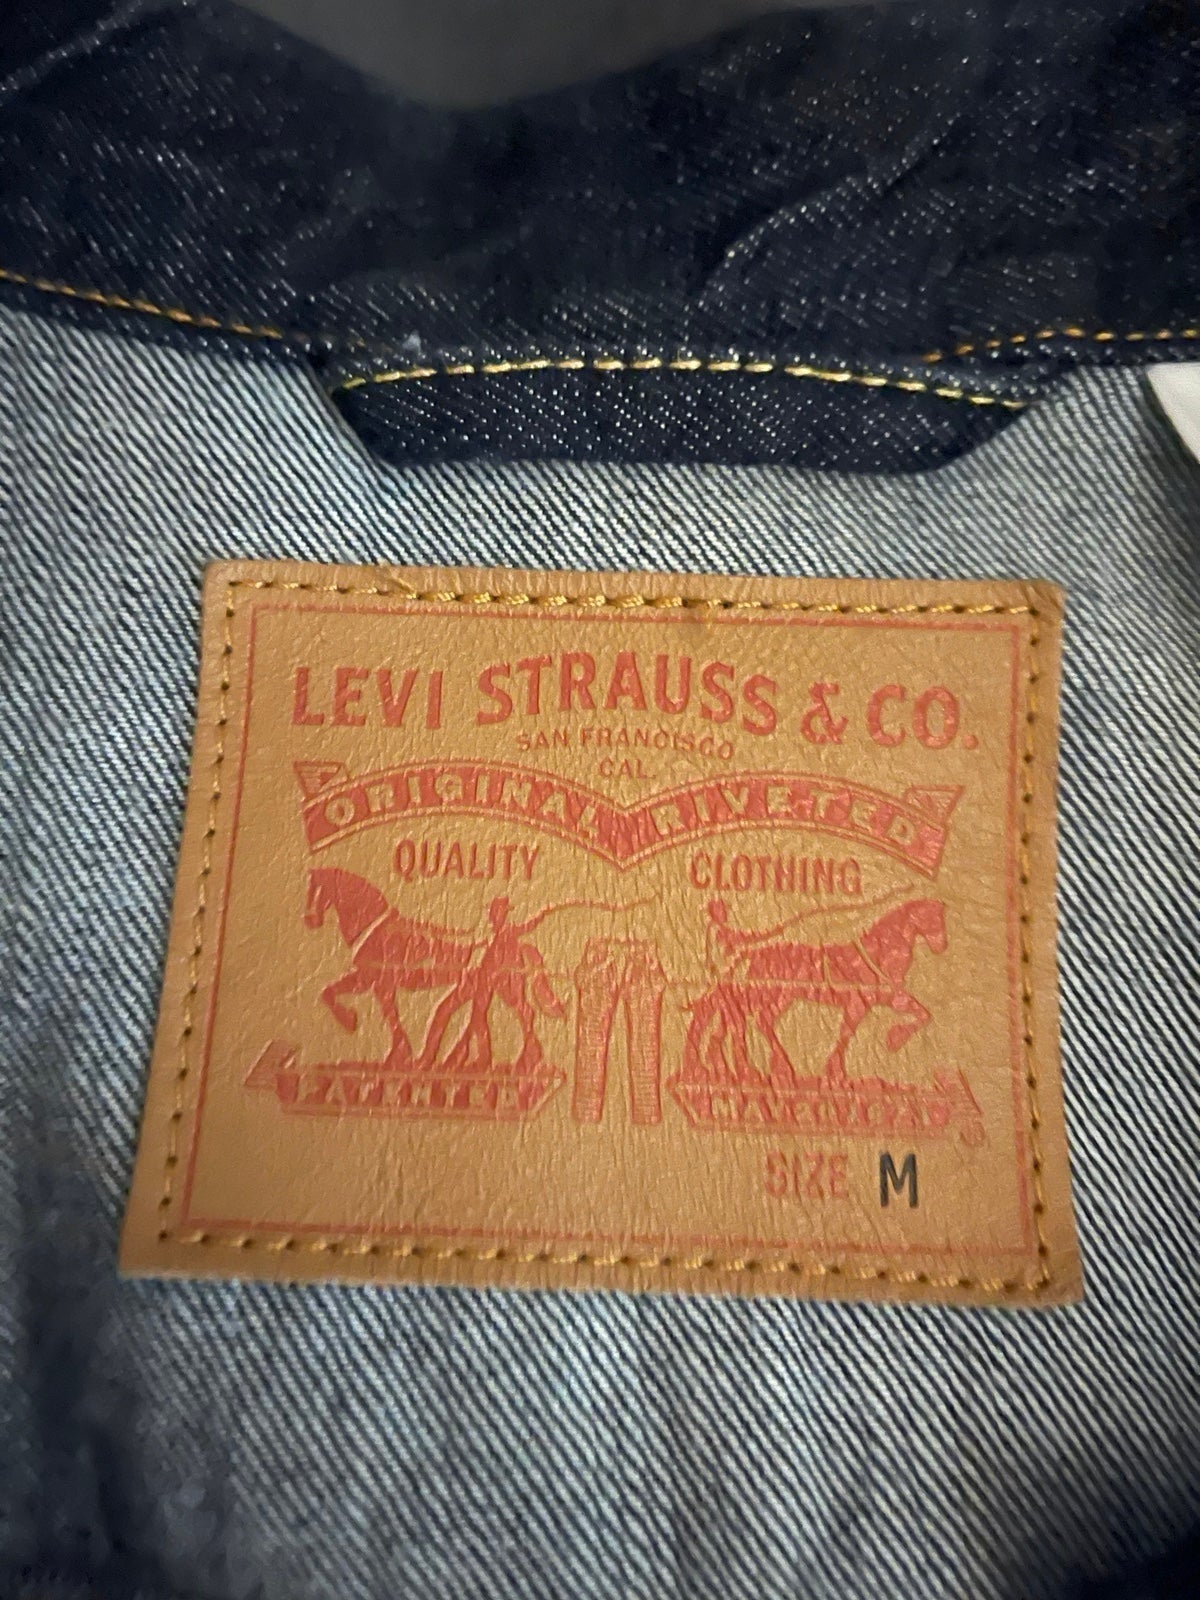 LEVI STRAUSS & CO.
SAN FRANCISCO
CAL.
ORIGINAL RIVETED
QUALITY CLOTHING
PATENTED
SIZE M